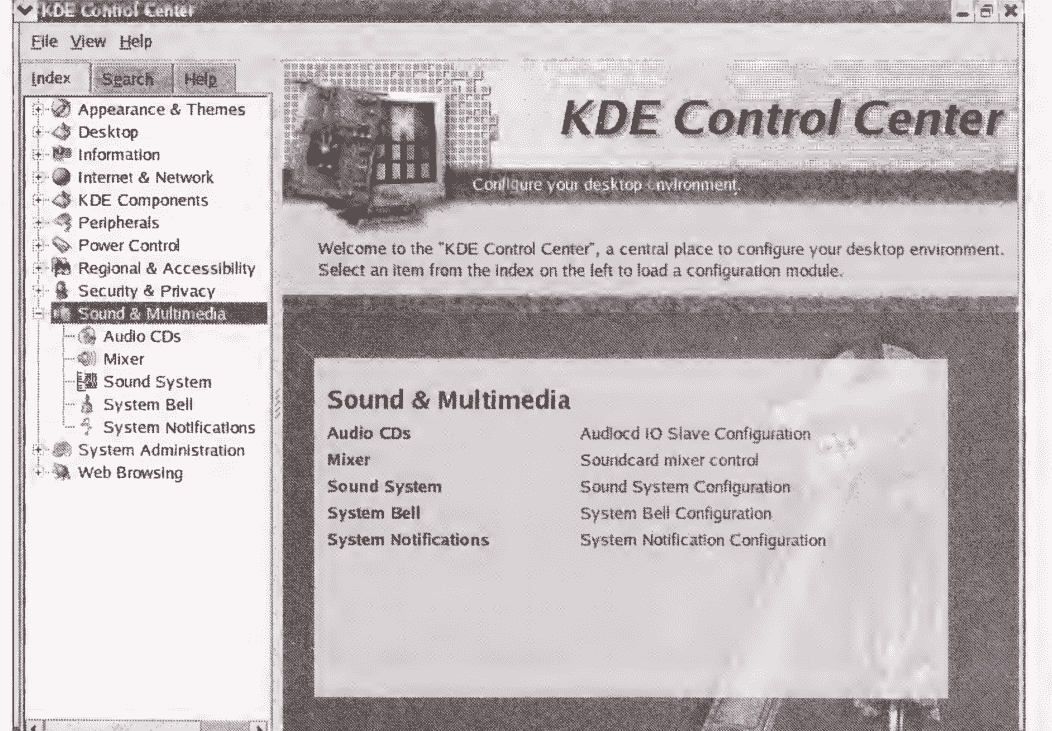 KDE Control Center
File View Help
Index Search Help
Appearance & Themes
Desktop
Information
Internet & Network
KDE Components
Peripherals
Power Control
Regional & Accessibility
Security & Privacy
Sound & Multimedia
Audio CDs
Mixer
Sound System
System Bell
System Notifications
System Administration
Web Browsing
KDE Control Center
Configure your desktop environment.
Welcome to the "KDE Control Center", a central place to configure your desktop environment.
Select an item from the index on the left to load a configuration module.
Sound & Multimedia
Audio CDs Audiocd IO Slave Configuration
Mixer Soundcard mixer control
Sound System Sound System Configuration
System Bell System Bell Configuration
System Notifications System Notification Configuration